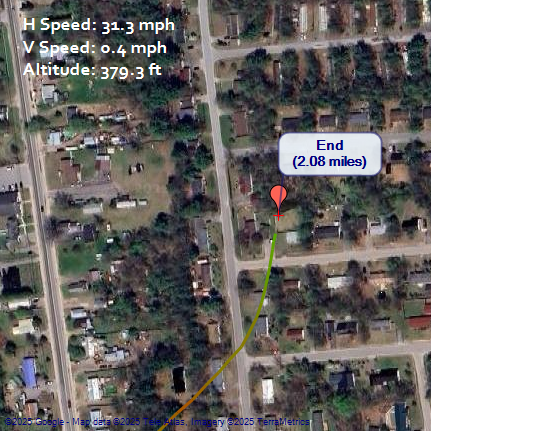 H Speed: 31.3 mph
V Speed: 0.4 mph
Altitude: 379.3 ft
End
(2.08 miles)
©2025 Google - Map data ©2025 Tele Atlas, Imagery ©2025 TerraMetrics